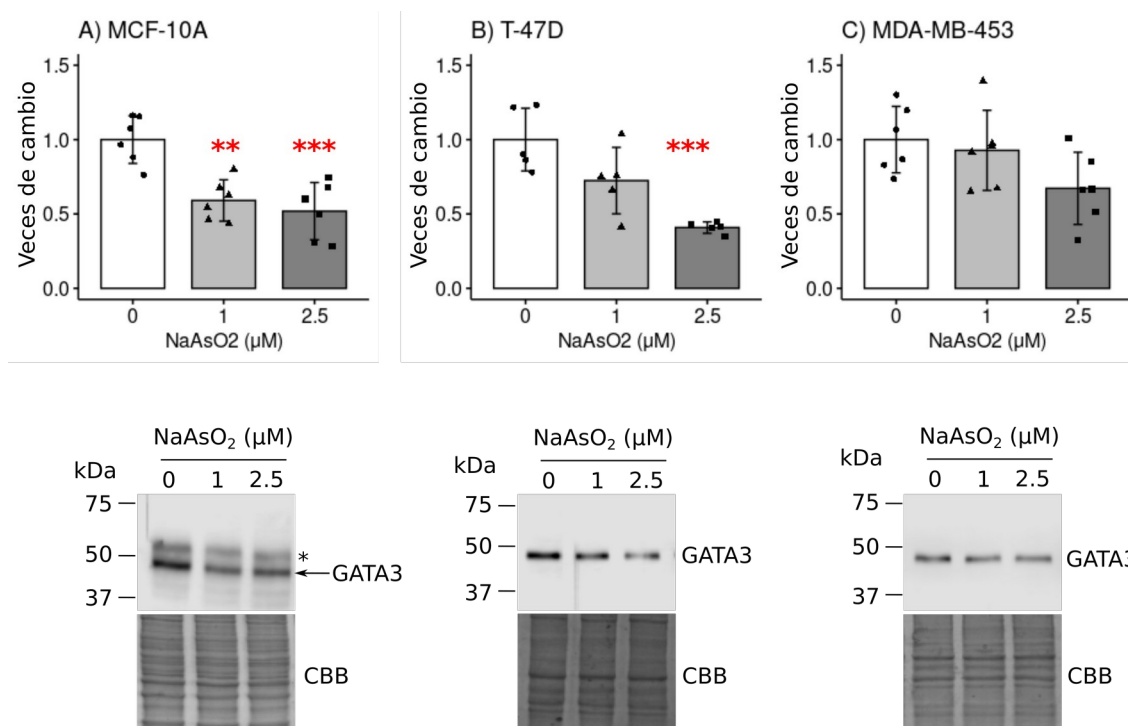 A) MCF-10A
Veces de cambio
1.5
1.0
0.5
0.0
** ***
0 1 2.5
NaAsO2 (µM)
B) T-47D
Veces de cambio
1.5
1.0
0.5
0.0
***
0 1 2.5
NaAsO2 (µM)
C) MDA-MB-453
Veces de cambio
1.5
1.0
0.5
0.0
0 1 2.5
NaAsO2 (µM)
NaAsO₂ (µM)
kDa
0 1 2.5
75
50
37
*
GATA3
CBB
NaAsO₂ (µM)
kDa
0 1 2.5
75
50
37
GATA3
CBB
NaAsO₂ (µM)
kDa
0 1 2.5
75
50
37
GATA3
CBB